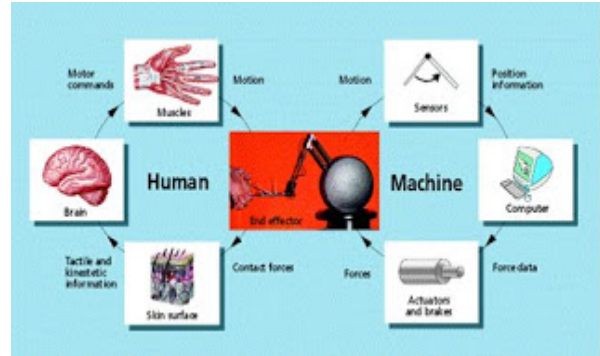 Motor
commands
Muscles
Motion
Motion
Sensors
Position
information
Brain
Human
End effector
Machine
Computer
Tactile and
kinestetic
information
Skin surface
Contact forces
Forces
Actuators
and brakes
Force data